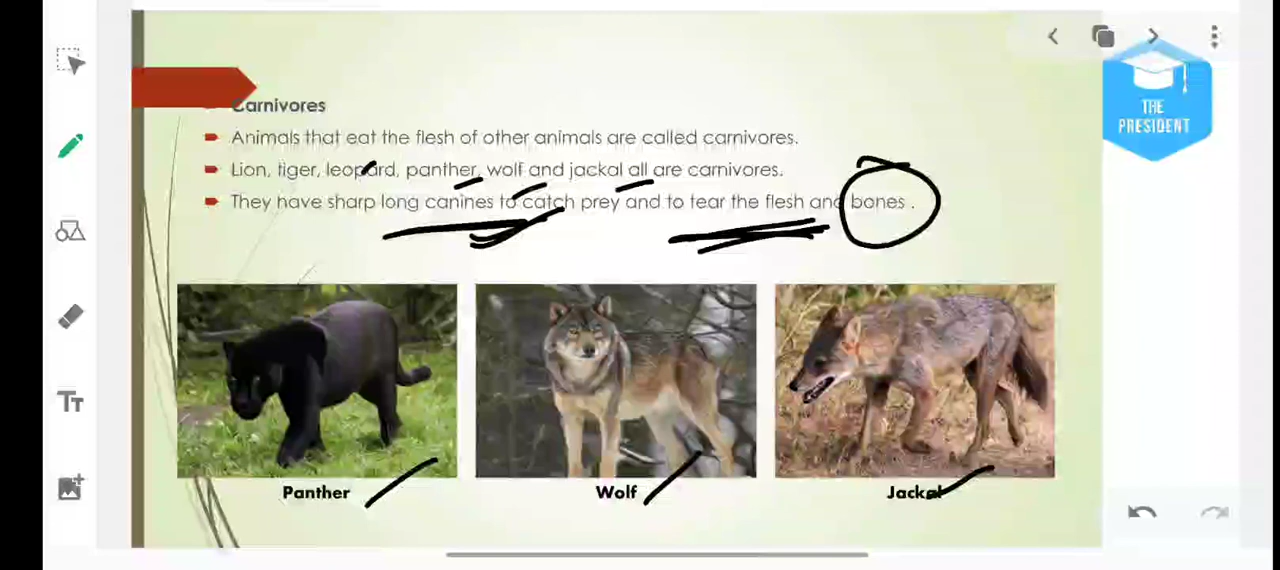 Carnivores
Animals that eat the flesh of other animals are called carnivores.
Lion, tiger, leopard, panther, wolf and jackal all are carnivores.
They have sharp long canines to catch prey and to tear the flesh and bones .
THE
PRESIDENT
Panther
Wolf
Jackal
TT